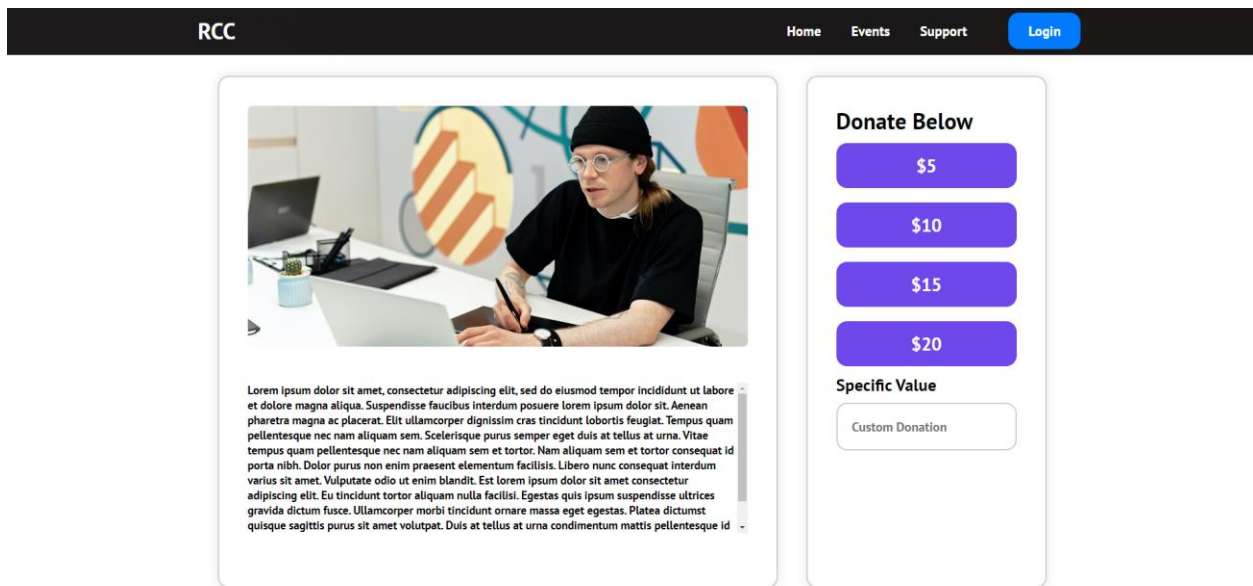 RCC
Home Events Support Login
Lorem ipsum dolor sit amet, consectetur adipiscing elit, sed do eiusmod tempor incididunt ut labore
et dolore magna aliqua. Suspendisse faucibus interdum posuere lorem ipsum dolor sit. Aenean
pharetra magna ac placerat. Elit ullamcorper dignissim cras tincidunt lobortis feugiat. Tempus quam
pellentesque nec nam aliquam sem. Scelerisque purus semper eget duis at tellus at urna. Vitae
tempus quam pellentesque nec nam aliquam sem et tortor. Nam aliquam sem et tortor consequat id
porta nibh. Dolor purus non enim praesent elementum facilisis. Libero nunc consequat interdum
varius sit amet. Vulputate odio ut enim blandit. Est lorem ipsum dolor sit amet consectetur
adipiscing elit. Eu tincidunt tortor aliquam nulla facilisi. Egestas quis ipsum suspendisse ultrices
gravida dictum fusce. Ullamcorper morbi tincidunt ornare massa eget egestas. Platea dictumst
quisque sagittis purus sit amet volutpat. Duis at tellus at urna condimentum mattis pellentesque id
Donate Below
$5
$10
$15
$20
Specific Value
Custom Donation